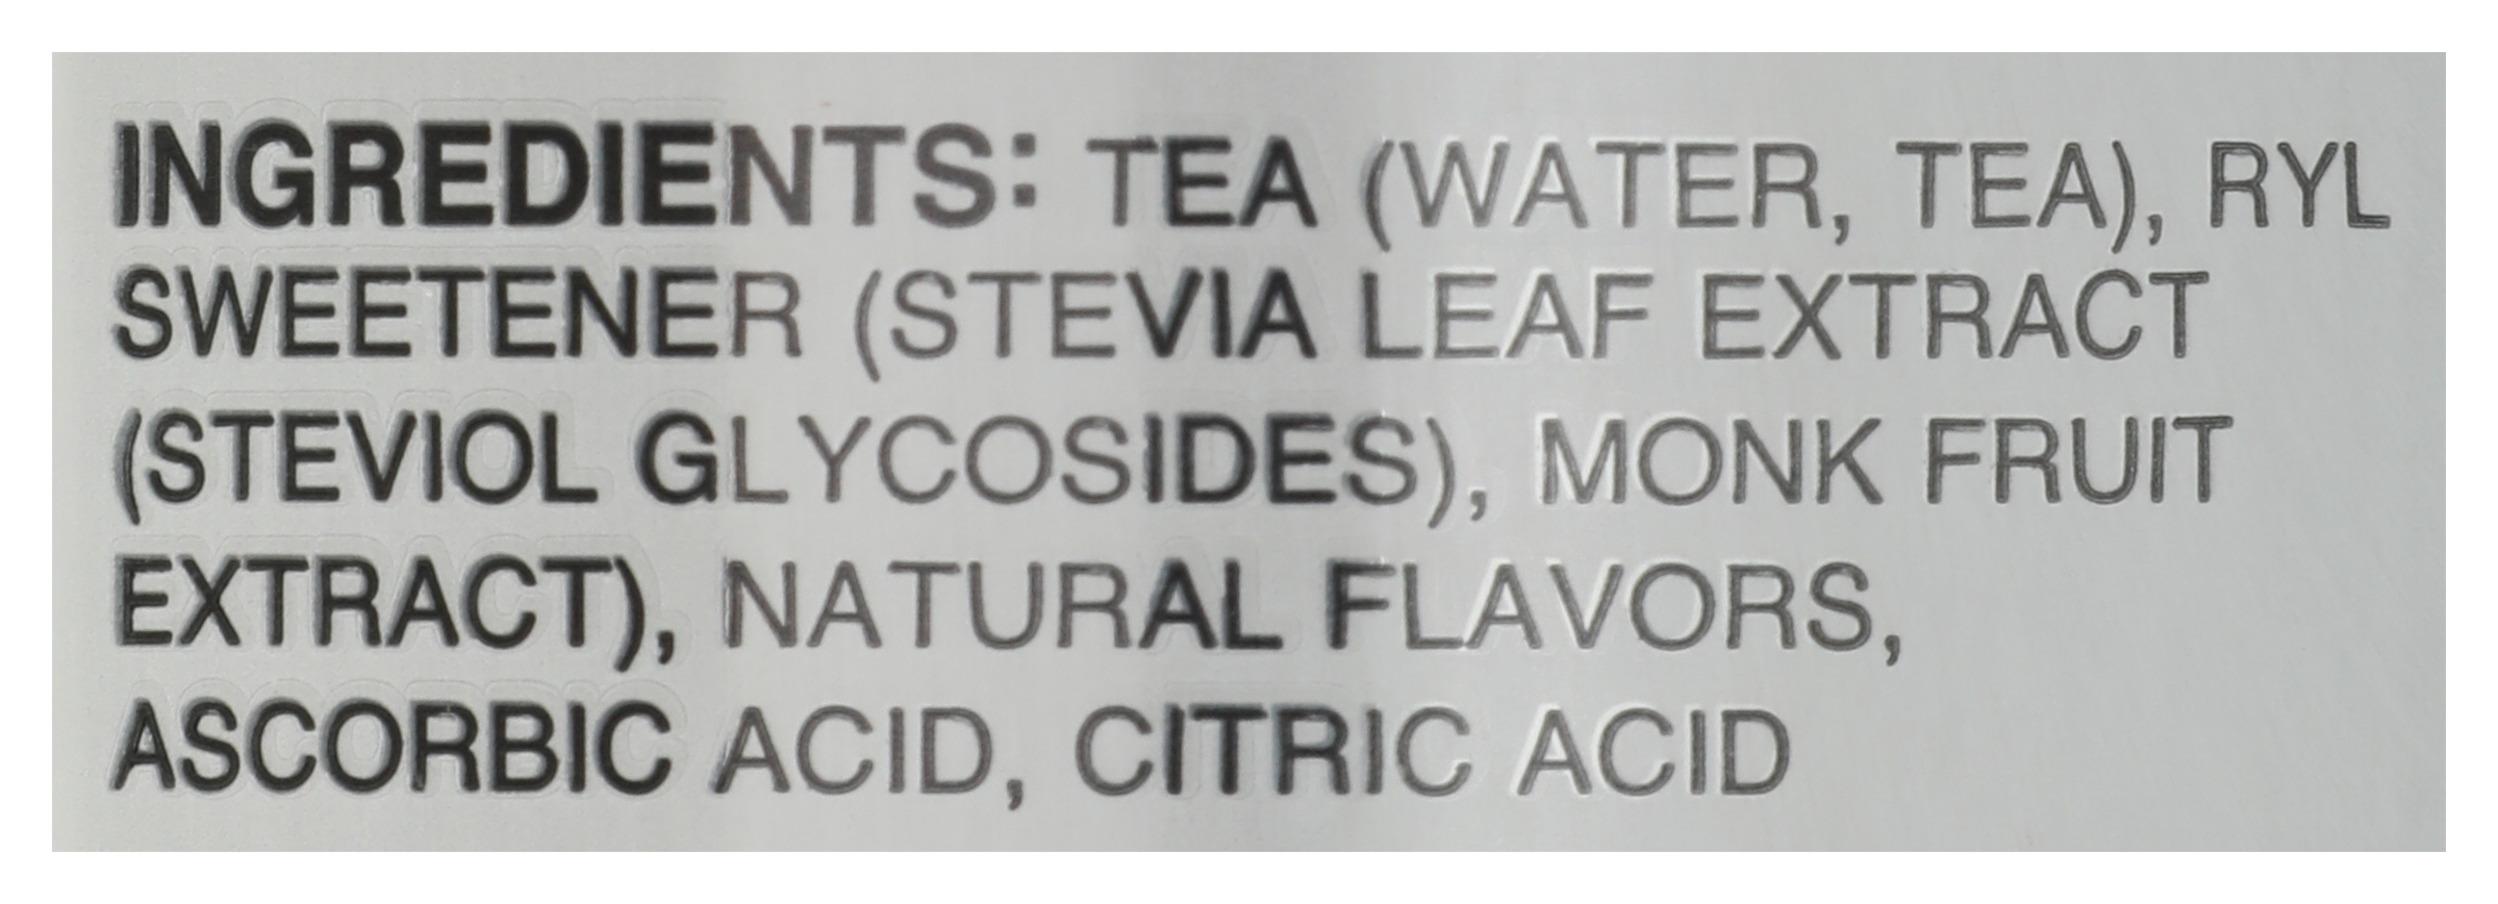 INGREDIENTS: TEA (WATER, TEA), RYL
SWEETENER (STEVIA LEAF EXTRACT
(STEVIOL GLYCOSIDES), MONK FRUIT
EXTRACT), NATURAL FLAVORS,
ASCORBIC ACID, CITRIC ACID